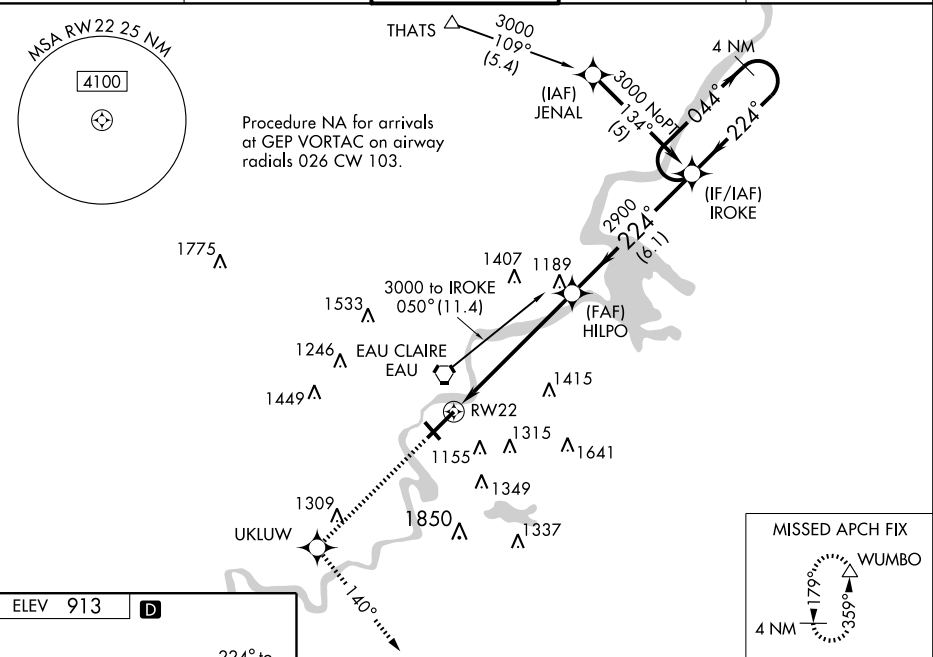 MSA RW 22 25 NM
4100
Procedure NA for arrivals
at GEP VORTAC on airway
radials 026 CW 103.
THATS
3000
109°
(5.4)
(IAF)
JENAL
3000 NoPT
134°
(5)
4 NM
044°
224°
(IF/IAF)
IROKE
2900
224°
(6.1)
1775
1407
1189
3000 to IROKE
050° (11.4)
(FAF)
HILPO
1533
1246
EAU CLAIRE
EAU
1449
1415
RW22
1155
1315
1641
1349
1309
1850
1337
UKLUW
140°
MISSED APCH FIX
WUMBO
179°
359°
4 NM
ELEV 913
D
224° to